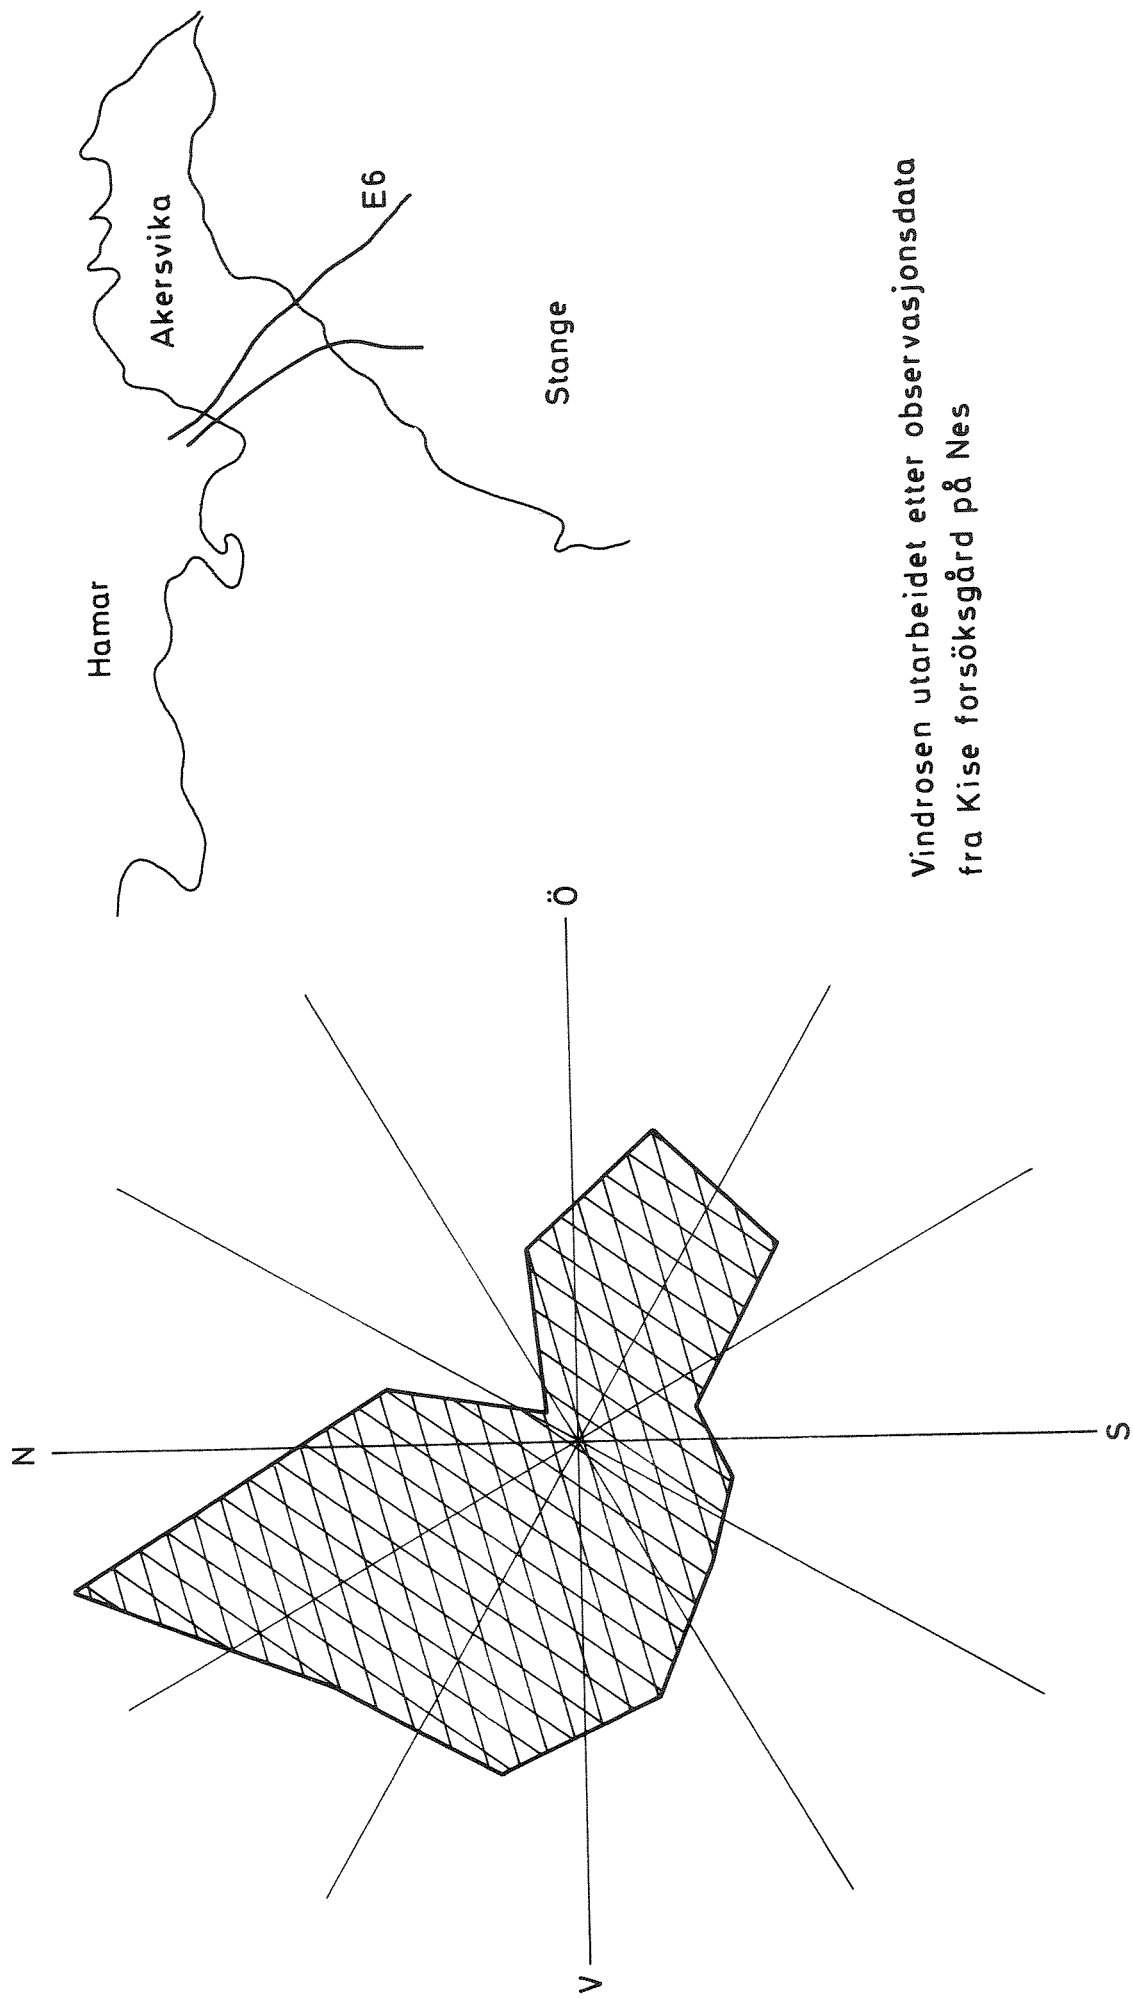 N
Hamar
Akersvika
E6
Stange
V
Ö
Vindrosen utarbeidet etter observasjonsdata
fra Kise forsöksgård på Nes
S